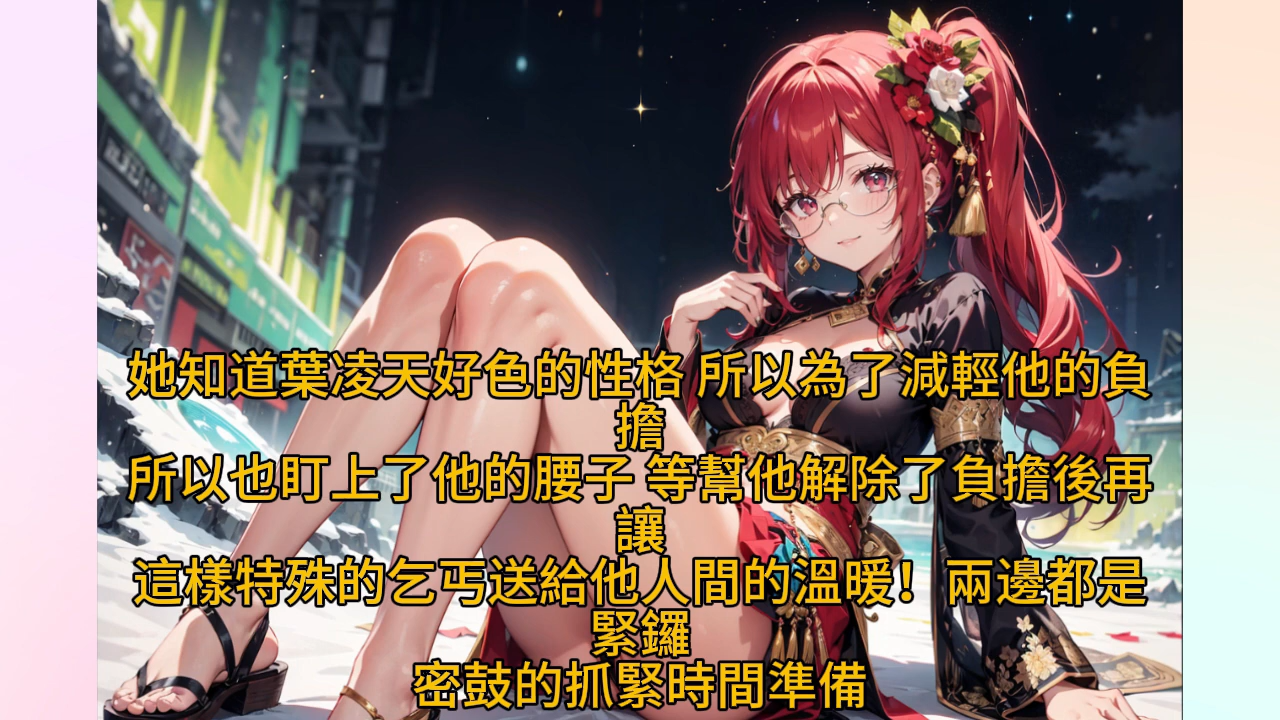 她知道葉凌天好色的性格 所以為了減輕他的負
擔
所以也盯上了他的腰子 等幫他解除了負擔後再
讓
這樣特殊的乞丐送給他人間的溫暖！兩邊都是
緊鑼
密鼓的抓緊時間準備